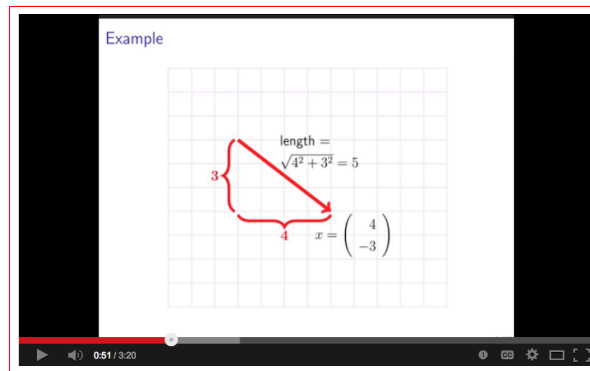 Example
length =
√4² + 3² = 5
3
4
x = ( 4
−3 )
0:51 / 3:20
CC